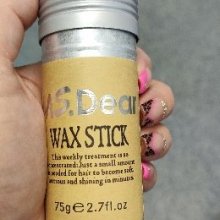 .S.Dear
WAX STICK
This weekly treatment is
concentrated: Just a small amount
is needed for hair to become soft,
and shining in minutes.
75g e 2.7fl.oz